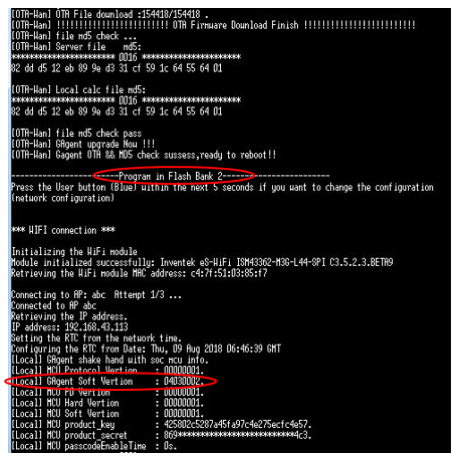 [OTA-Wan] OTA File download :154418/154418 .
[OTA-Wan] !!!!!!!!!!!!!!!!!!!!!!!!! OTA Firmware Download Finish !!!!!!!!!!!!!!!!!!!!!!!!!
[OTA-Wan] file md5 check ...
[OTA-Wan] Server file    md5:
*********************** 0016 **********************
82 dd d5 12 eb 89 9e d3 31 cf 59 1c 64 55 64 01
[OTA-Wan] Local calc file md5:
*********************** 0016 **********************
82 dd d5 12 eb 89 9e d3 31 cf 59 1c 64 55 64 01
[OTA-Wan] file md5 check pass
[OTA-Wan] GAgent upgrade Now !!!
[OTA-Wan] Gagent OTA && MD5 check sussess,ready to reboot!!
------------------------Program in Flash Bank 2------------------------
Press the User button (Blue) within the next 5 seconds if you want to change the configuration
(network configuration)
*** WIFI connection ***
Initializing the WiFi module
Module initialized successfully: Inventek eS-WiFi ISM43362-M3G-L44-SPI C3.5.2.3.BETA9
Retrieving the WiFi module MAC address: c4:7f:51:03:85:f7
Connecting to AP: abc  Attempt 1/3 ...
Connected to AP abc
Retrieving the IP address.
IP address: 192.168.43.113
Setting the RTC from the network time.
Configuring the RTC from Date: Thu, 09 Aug 2018 06:46:39 GMT
[Local] GAgent shake hand with soc mcu info.
[Local] MCU Protocol Vertion  : 00000001.
[Local] GAgent Soft Vertion   : 04030002.
[Local] MCU P0 Vertion        : 00000001.
[Local] MCU Hard Vertion      : 00000001.
[Local] MCU Soft Vertion      : 00000001.
[Local] MCU product_key       : 425802c5287a45fa97c4e275ecfc4e57.
[Local] MCU product_secret    : 869**************************4c3.
[Local] MCU passcodeEnableTime : 0s.